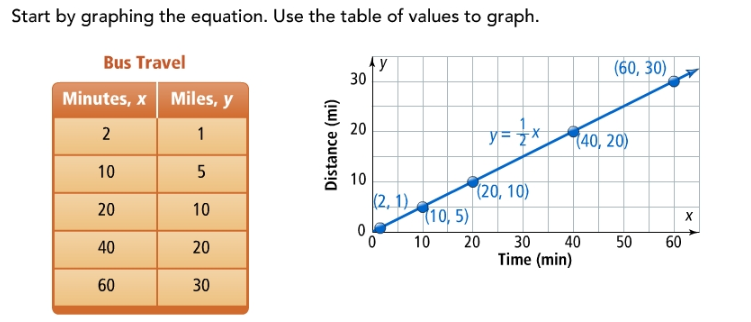 Start by graphing the equation. Use the table of values to graph.
Bus Travel
Minutes, x Miles, y
2 1
10 5
20 10
40 20
60 30
y
30
20
10
0
Distance (mi)
(60, 30)
y = 1/2 x
(40, 20)
(20, 10)
(2, 1)
(10, 5)
x
0 10 20 30 40 50 60
Time (min)